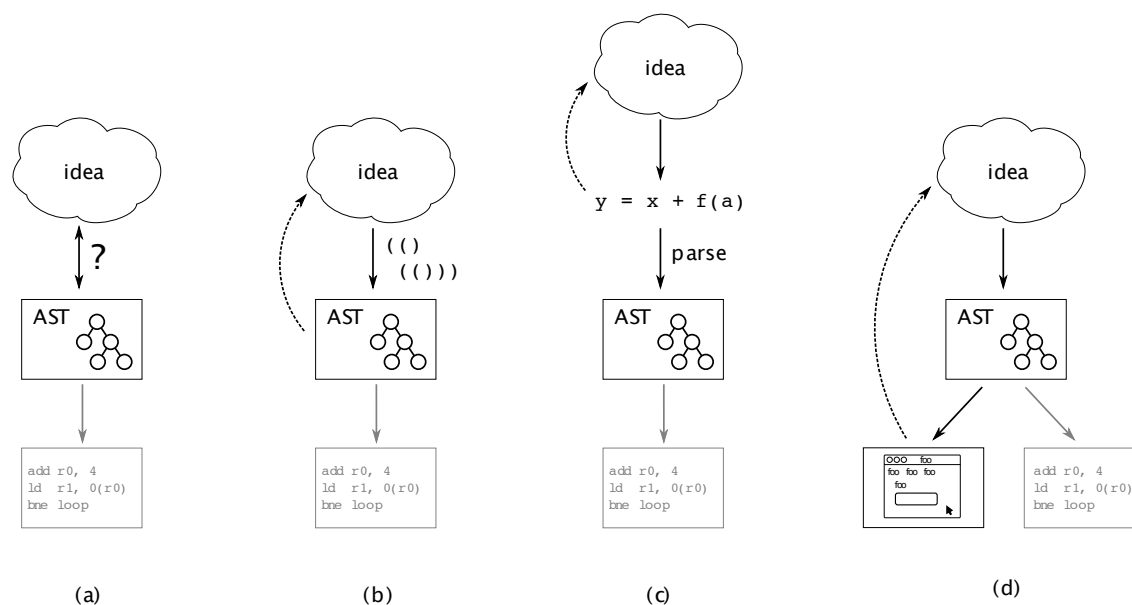 idea
?
AST
add r0, 4
ld r1, 0(r0)
bne loop
(a)
idea
(()
(()))
AST
add r0, 4
ld r1, 0(r0)
bne loop
(b)
idea
y = x + f(a)
parse
AST
add r0, 4
ld r1, 0(r0)
bne loop
(c)
idea
AST
foo
foo foo foo
foo
add r0, 4
ld r1, 0(r0)
bne loop
(d)